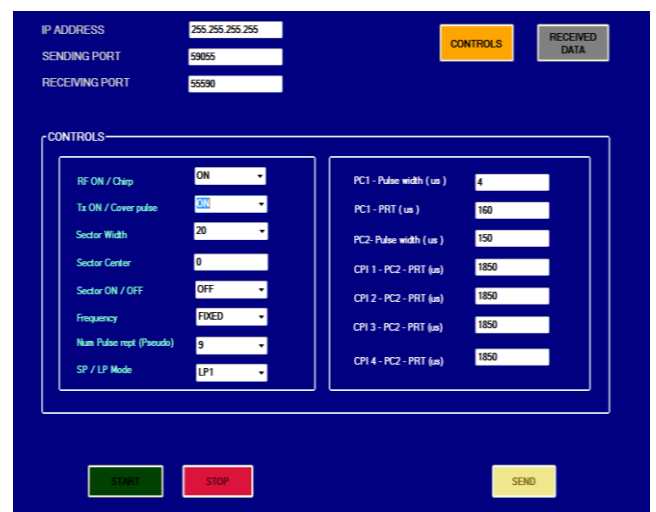 IP ADDRESS 255.255.255.255
SENDING PORT 59055
RECEIVING PORT 55590
CONTROLS
RECEIVED
DATA
CONTROLS
RF ON / Chirp ON
Tx ON / Cover pulse ON
Sector Width 20
Sector Center 0
Sector ON / OFF OFF
Frequency FIXED
Num Pulse rept (Pseudo) 9
SP / LP Mode LP1
PC1 - Pulse width ( us ) 4
PC1 - PRT ( us ) 160
PC2- Pulse width ( us ) 150
CPI 1 - PC2 - PRT (us) 1850
CPI 2 - PC2 - PRT (us) 1850
CPI 3 - PC2 - PRT (us) 1850
CPI 4 - PC2 - PRT (us) 1850
START
STOP
SEND